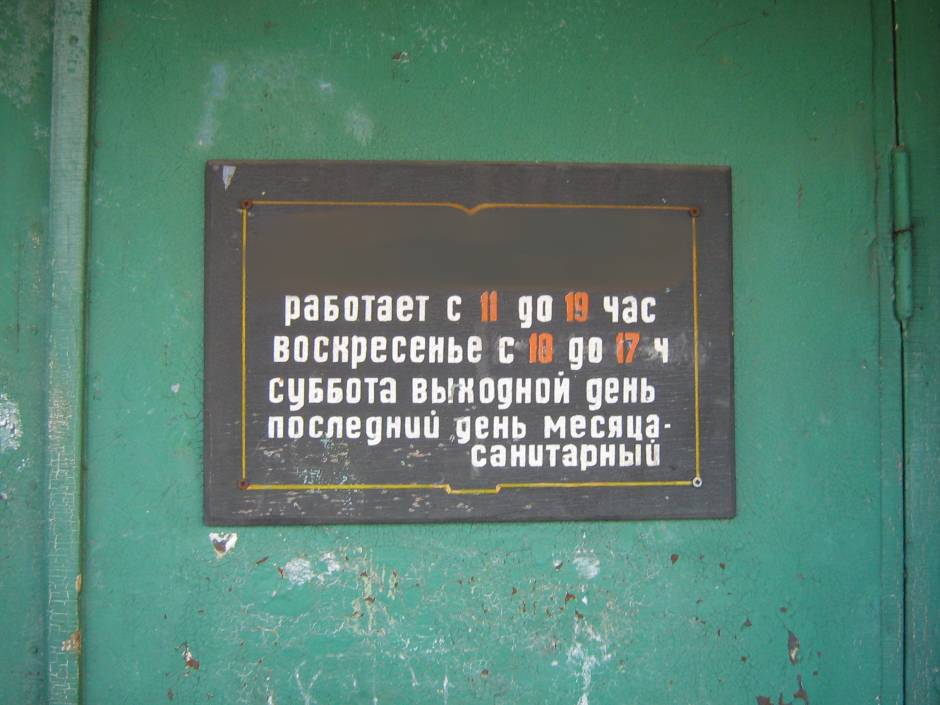 работает с 11 до 19 час
воскресенье с 10 до 17 ч
суббота выходной день
последний день месяца-
санитарный